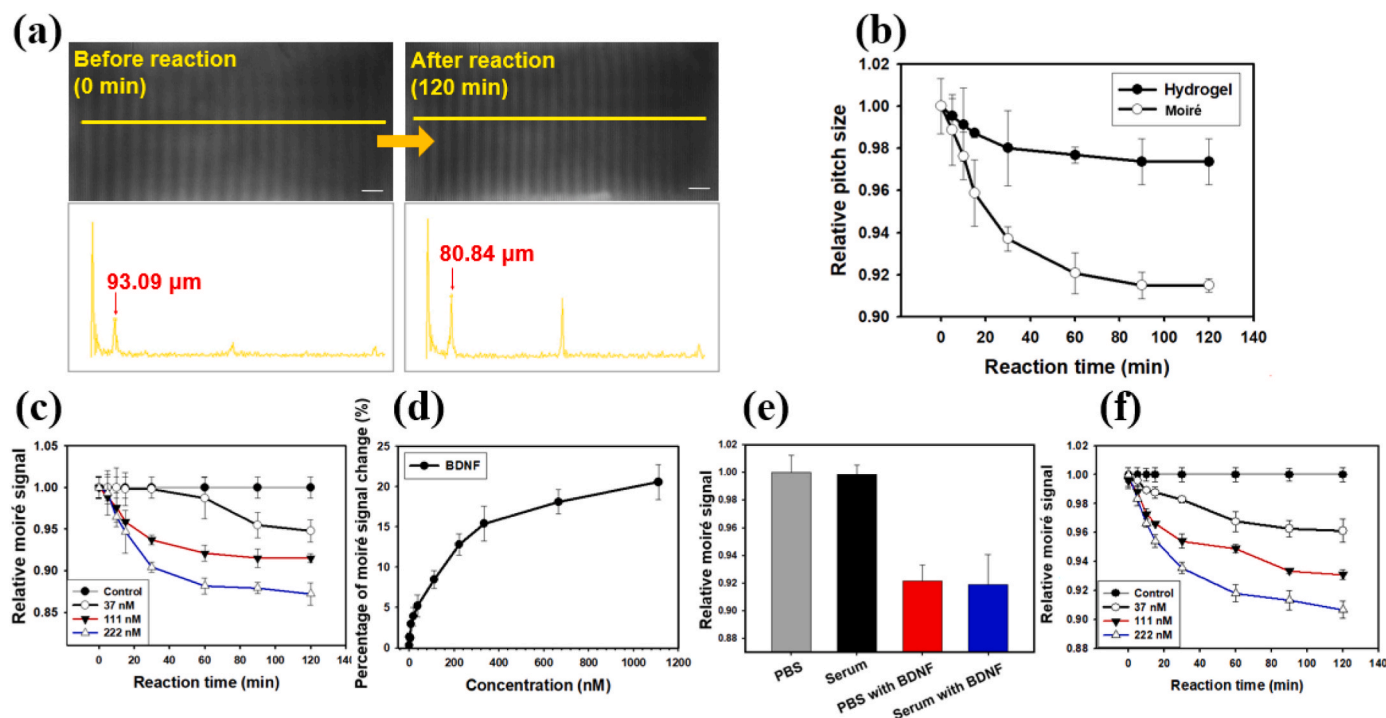 (a)
Before reaction
(0 min)
After reaction
(120 min)
93.09 µm
80.84 µm
(b)
1.02
1.00
0.98
0.96
0.94
0.92
0.90
Relative pitch size
Hydrogel
Moiré
0 20 40 60 80 100 120 140
Reaction time (min)
(c)
1.05
1.00
0.95
0.90
0.85
Relative moiré signal
Control
37 nM
111 nM
222 nM
0 20 40 60 80 100 120 140
Reaction time (min)
(d)
25
20
15
10
5
0
Percentage of moiré signal change (%)
BDNF
0 200 400 600 800 1000 1200
Concentration (nM)
(e)
1.02
1.00
0.98
0.96
0.94
0.92
0.90
0.88
Relative moiré signal
PBS
Serum
PBS with BDNF
Serum with BDNF
(f)
1.02
1.00
0.98
0.96
0.94
0.92
0.90
0.88
Relative moiré signal
Control
37 nM
111 nM
222 nM
0 20 40 60 80 100 120 140
Reaction time (min)